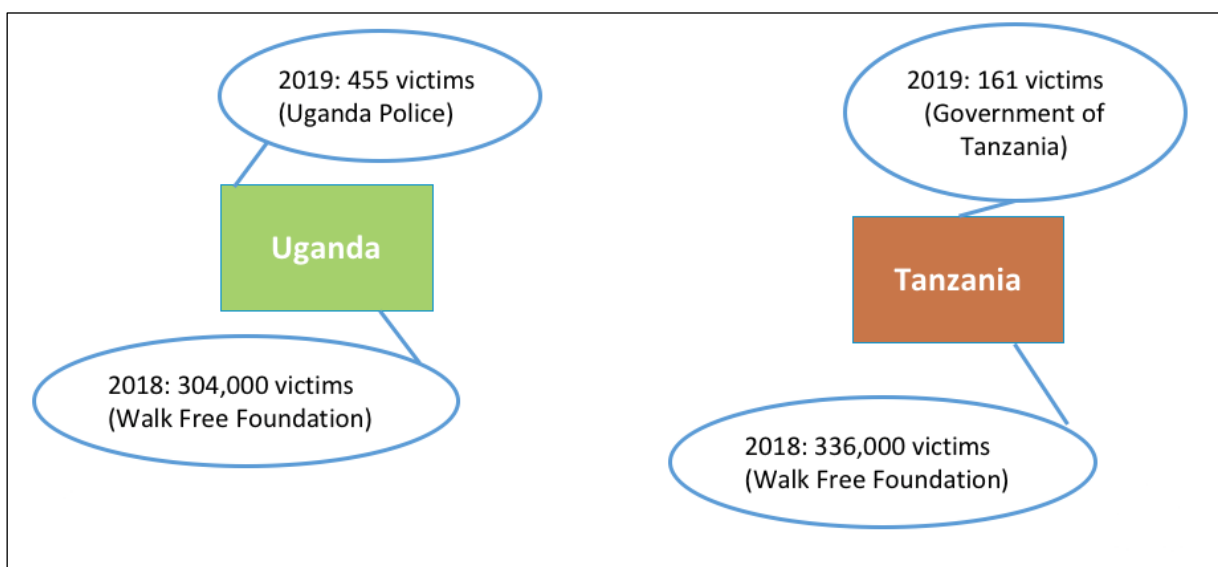 2019: 455 victims
(Uganda Police)
Uganda
2018: 304,000 victims
(Walk Free Foundation)
2019: 161 victims
(Government of
Tanzania)
Tanzania
2018: 336,000 victims
(Walk Free Foundation)